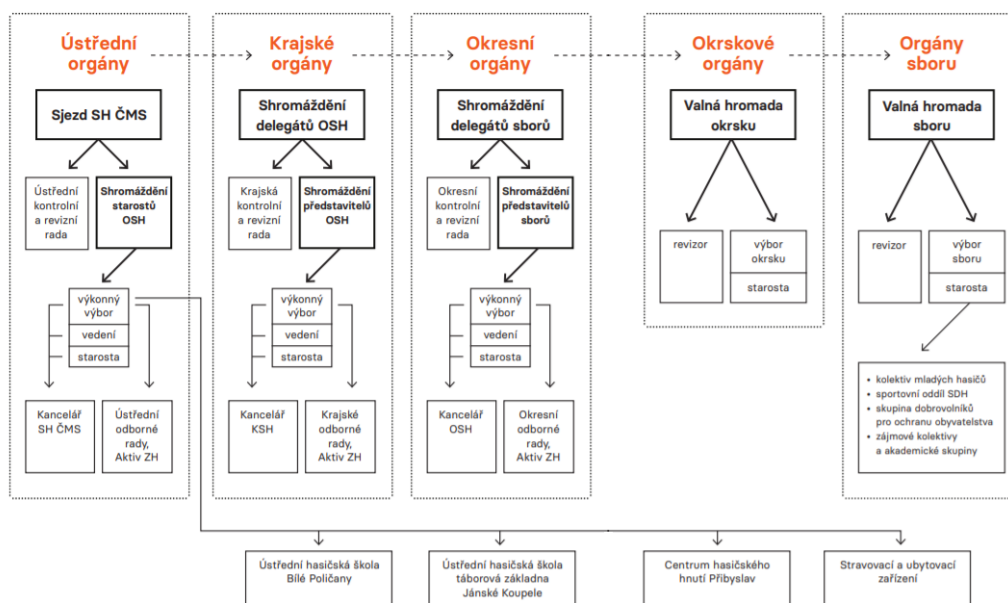 Ústřední
orgány
Krajské
orgány
Okresní
orgány
Okrskové
orgány
Orgány
sboru
Sjezd SH ČMS
Shromáždění
delegátů OSH
Shromáždění
delegátů sborů
Valná hromada
okrsku
Valná hromada
sboru
Ústřední
kontrolní
a revizní
rada
Shromáždění
starostů
OSH
Krajská
kontrolní
a revizní
rada
Shromáždění
představitelů
OSH
Okresní
kontrolní
a revizní
rada
Shromáždění
představitelů
sborů
revizor
výbor
okrsku
starosta
revizor
výbor
sboru
starosta
výkonný
výbor
vedení
starosta
výkonný
výbor
vedení
starosta
výkonný
výbor
vedení
starosta
Kancelář
SH ČMS
Ústřední
odborné
rady,
Aktiv ZH
Kancelář
KSH
Krajské
odborné
rady,
Aktiv ZH
Kancelář
OSH
Okresní
odborné
rady,
Aktiv ZH
• kolektiv mladých hasičů
• sportovní oddíl SDH
• skupina dobrovolníků
pro ochranu obyvatelstva
• zájmové kolektivy
a akademické skupiny
Ústřední hasičská škola
Bílé Poličany
Ústřední hasičská škola
táborová základna
Jánské Koupele
Centrum hasičského
hnutí Přibyslav
Stravovací a ubytovací
zařízení